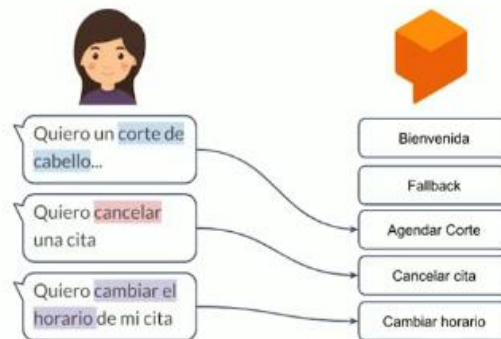 Quiero un corte de
cabello...
Quiero cancelar
una cita
Quiero cambiar el
horario de mi cita
Bienvenida
Fallback
Agendar Corte
Cancelar cita
Cambiar horario